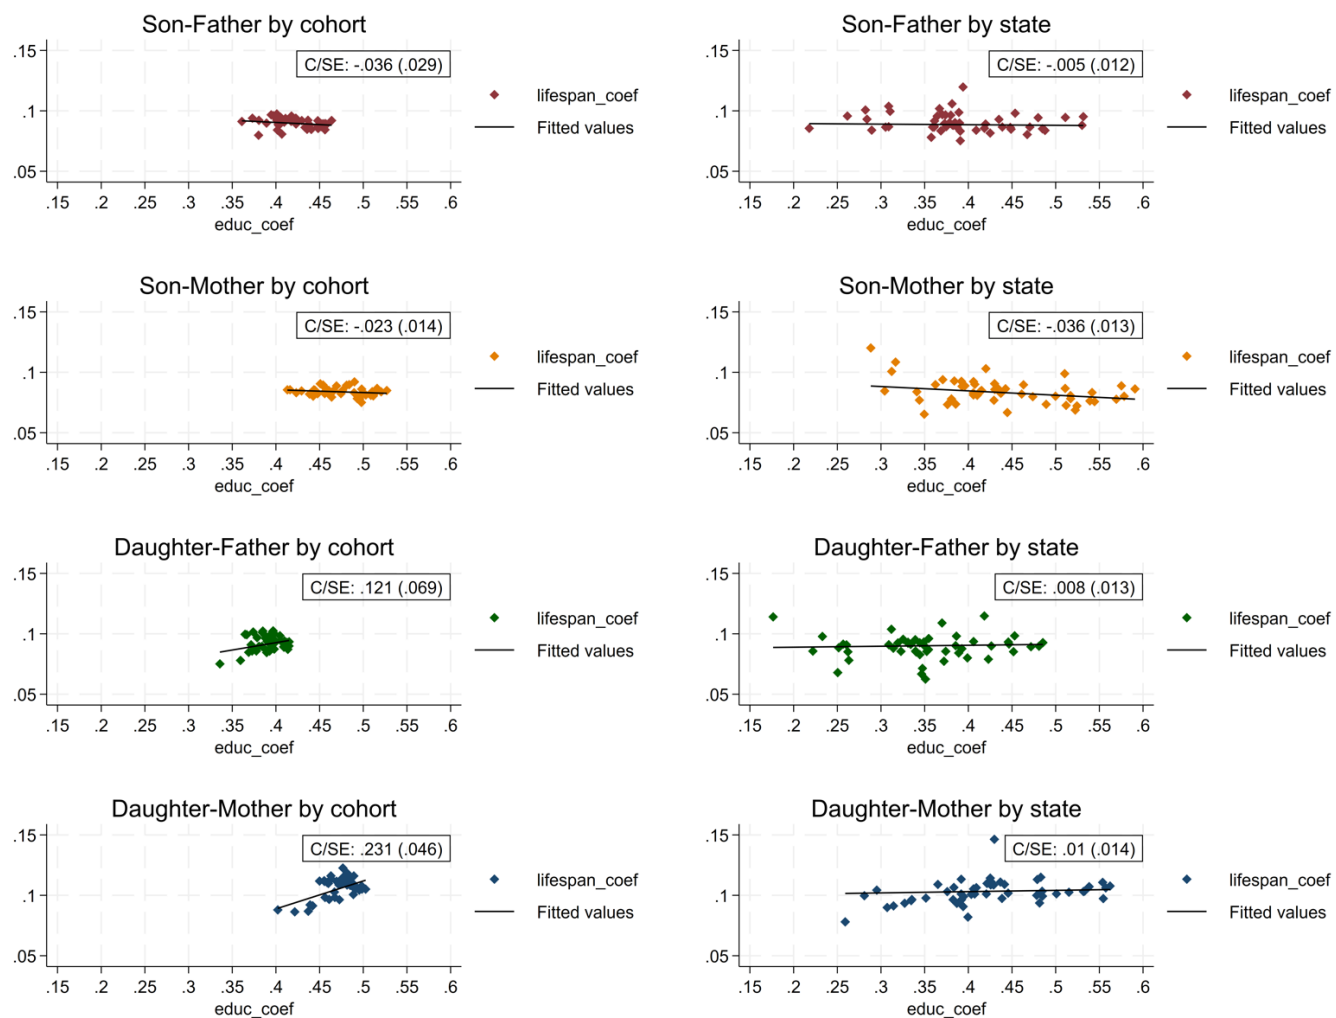 Son-Father by cohort
.15
.1
.05
C/SE: -.036 (.029)
lifespan_coef
Fitted values
.15 .2 .25 .3 .35 .4 .45 .5 .55 .6
educ_coef
Son-Father by state
.15
.1
.05
C/SE: -.005 (.012)
lifespan_coef
Fitted values
.15 .2 .25 .3 .35 .4 .45 .5 .55 .6
educ_coef
Son-Mother by cohort
.15
.1
.05
C/SE: -.023 (.014)
lifespan_coef
Fitted values
.15 .2 .25 .3 .35 .4 .45 .5 .55 .6
educ_coef
Son-Mother by state
.15
.1
.05
C/SE: -.036 (.013)
lifespan_coef
Fitted values
.15 .2 .25 .3 .35 .4 .45 .5 .55 .6
educ_coef
Daughter-Father by cohort
.15
.1
.05
C/SE: .121 (.069)
lifespan_coef
Fitted values
.15 .2 .25 .3 .35 .4 .45 .5 .55 .6
educ_coef
Daughter-Father by state
.15
.1
.05
C/SE: .008 (.013)
lifespan_coef
Fitted values
.15 .2 .25 .3 .35 .4 .45 .5 .55 .6
educ_coef
Daughter-Mother by cohort
.15
.1
.05
C/SE: .231 (.046)
lifespan_coef
Fitted values
.15 .2 .25 .3 .35 .4 .45 .5 .55 .6
educ_coef
Daughter-Mother by state
.15
.1
.05
C/SE: .01 (.014)
lifespan_coef
Fitted values
.15 .2 .25 .3 .35 .4 .45 .5 .55 .6
educ_coef